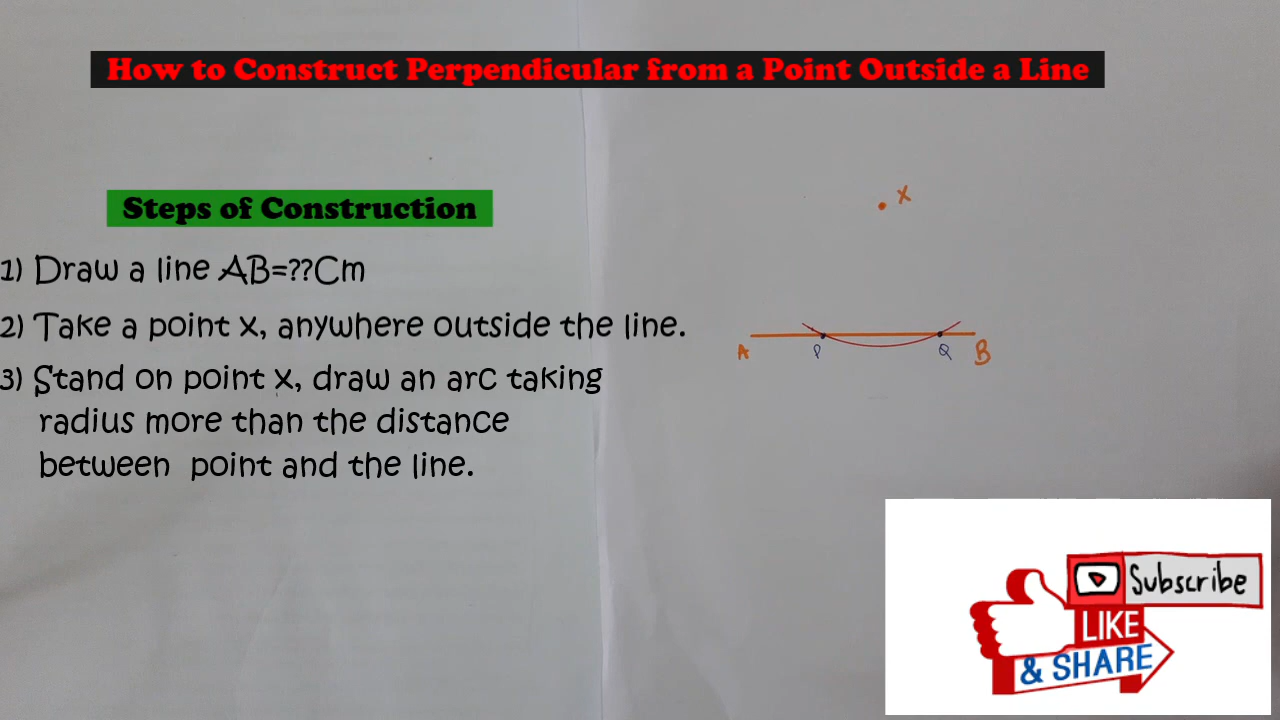 How to Construct Perpendicular from a Point Outside a Line
Steps of Construction
1) Draw a line AB=??Cm
2) Take a point x, anywhere outside the line.
3) Stand on point x, draw an arc taking
radius more than the distance
between point and the line.
X
A
P
Q
B
Subscribe
LIKE
& SHARE